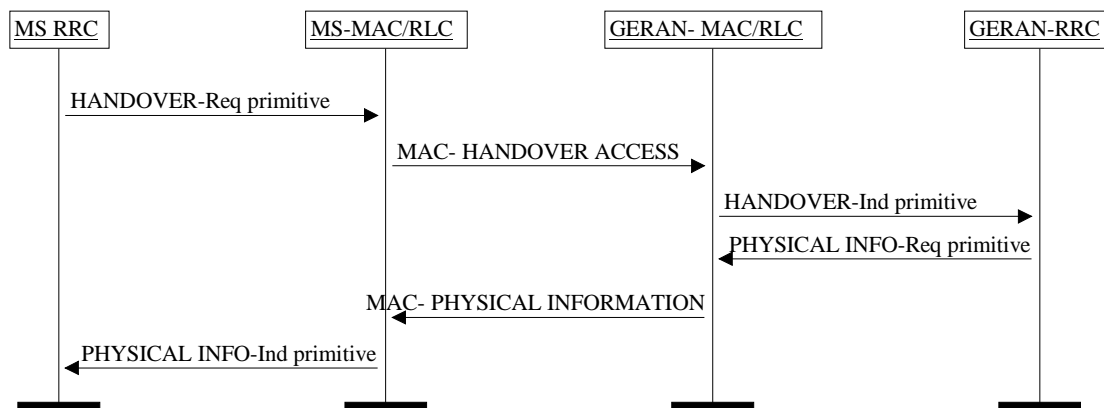 MS RRC
MS-MAC/RLC
GERAN- MAC/RLC
GERAN-RRC
HANDOVER-Req primitive
MAC- HANDOVER ACCESS
HANDOVER-Ind primitive
PHYSICAL INFO-Req primitive
MAC- PHYSICAL INFORMATION
PHYSICAL INFO-Ind primitive